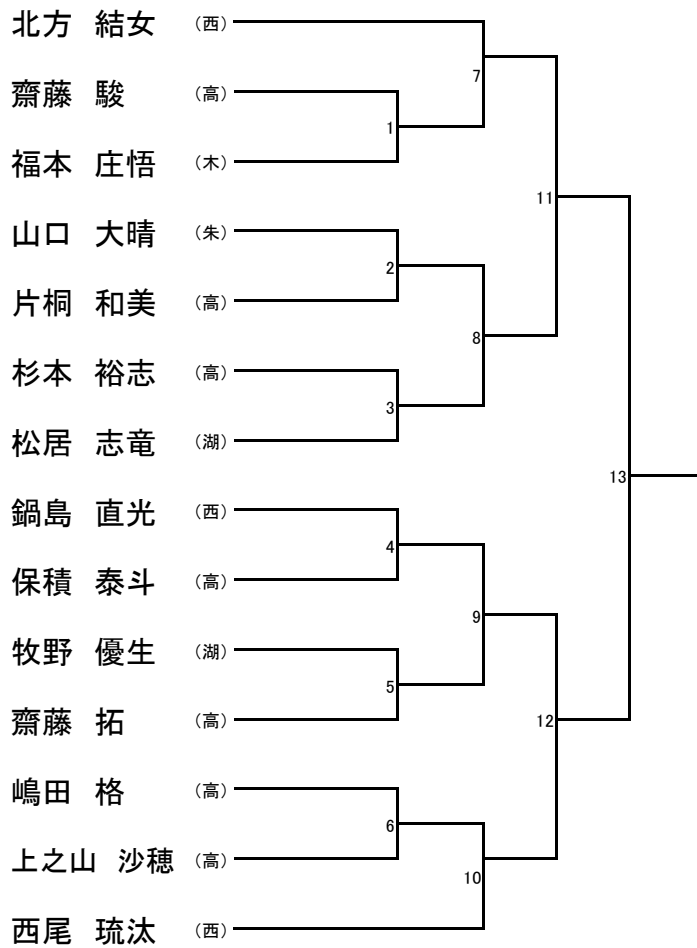 北方 結女 (西)
7
齋藤 駿 (高)
1
福本 庄悟 (木)
11
山口 大晴 (朱)
2
片桐 和美 (高)
8
杉本 裕志 (高)
3
松居 志竜 (湖)
13
鍋島 直光 (西)
4
保積 泰斗 (高)
9
牧野 優生 (湖)
5
齋藤 拓 (高)
12
嶋田 格 (高)
6
上之山 沙穂 (高)
10
西尾 琉汰 (西)